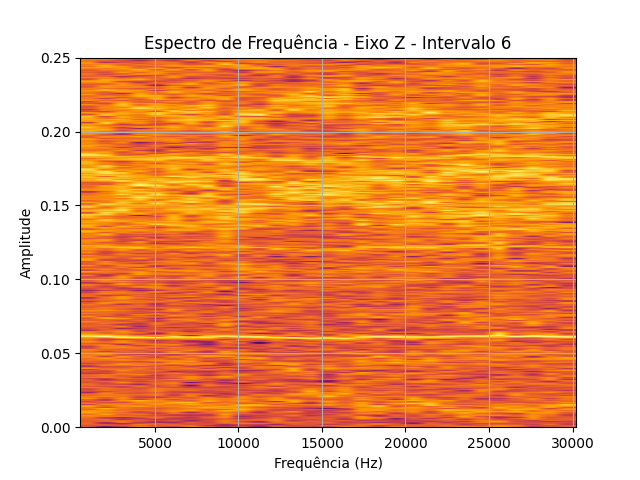 Espectro de Frequência - Eixo Z - Intervalo 6
0.25
0.20
0.15
0.10
0.05
0.00
Amplitude
5000 10000 15000 20000 25000 30000
Frequência (Hz)